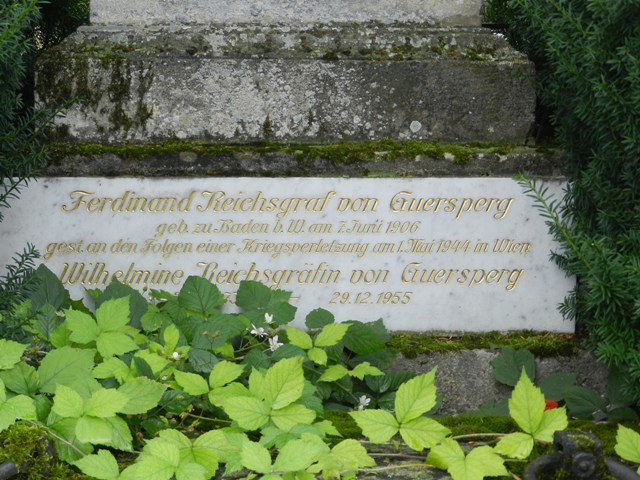 Ferdinand Reichsgraf von Auersperg
geb. zu Baden b. W. am 7. Juli 1906
gest. an den Folgen einer Kriegsverletzung am 1. Mai 1944 in Wien
Wilhelmine Reichsgräfin von Auersperg
29.12.1955